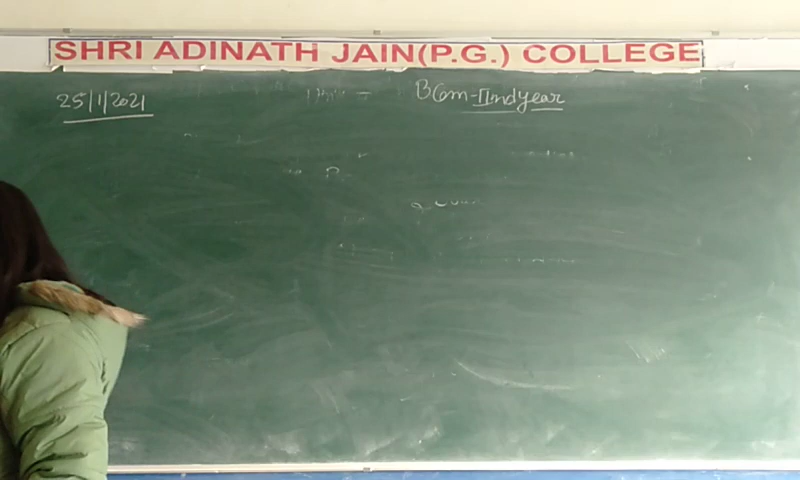 SHRI ADINATH JAIN(P.G.) COLLEGE
25/1/2021 BCom-IInd year